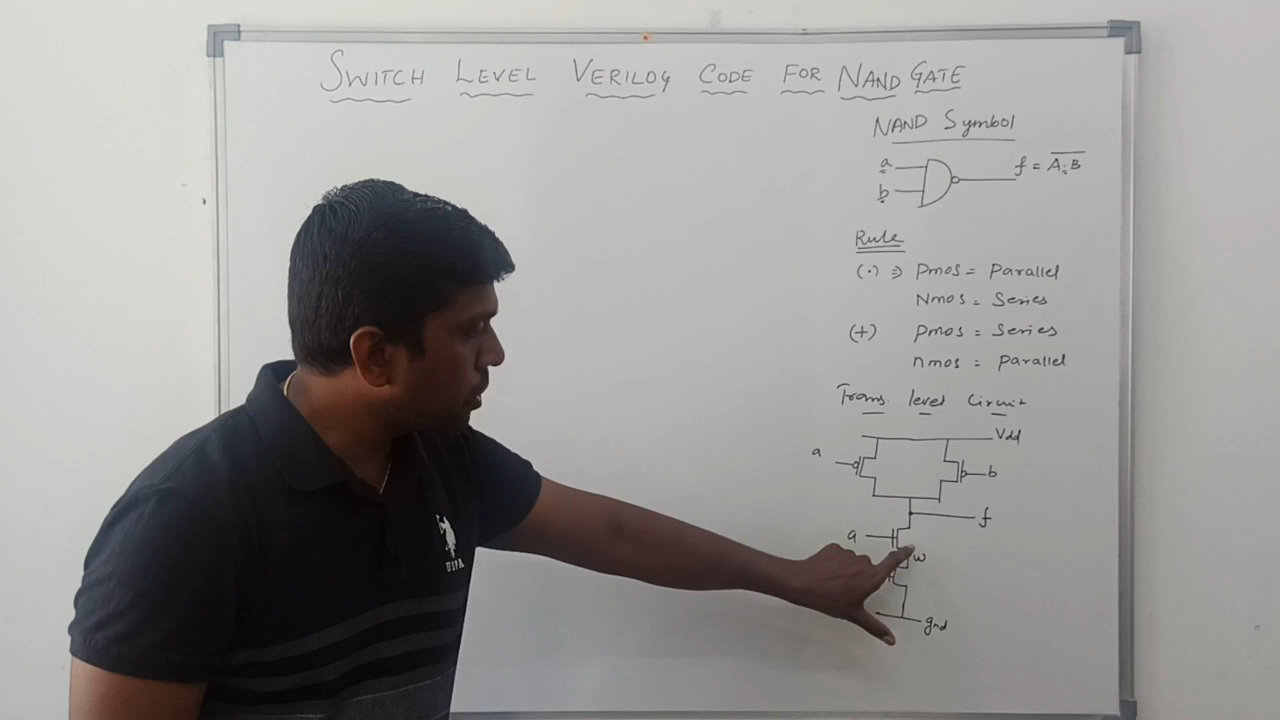 SWITCH LEVEL VERILOG CODE FOR NAND GATE
NAND Symbol
a
b
f = A.B
Rule
(.) ⇒ Pmos = Parallel
Nmos = Series
(+) pmos = Series
nmos = parallel
Trans. level Circuit
Vdd
a
b
f
a
w
gnd
USPA